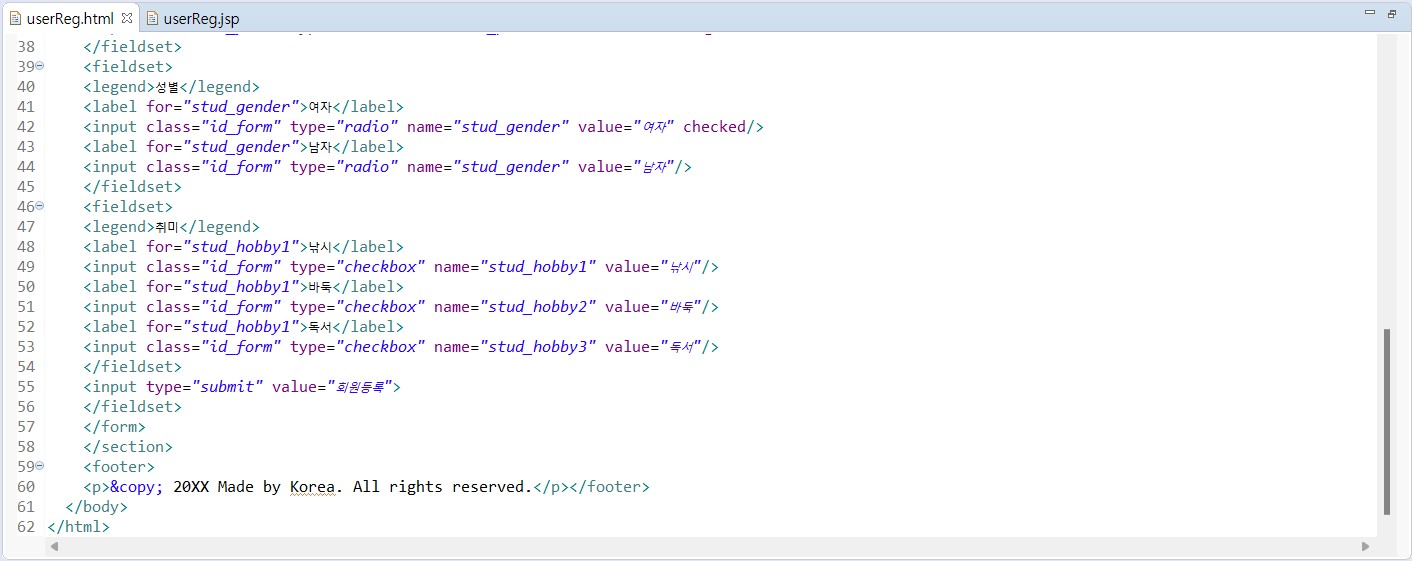 userReg.html userReg.jsp
38 </fieldset>
39 <fieldset>
40 <legend>성별</legend>
41 <label for="stud_gender">여자</label>
42 <input class="id_form" type="radio" name="stud_gender" value="여자" checked/>
43 <label for="stud_gender">남자</label>
44 <input class="id_form" type="radio" name="stud_gender" value="남자"/>
45 </fieldset>
46 <fieldset>
47 <legend>취미</legend>
48 <label for="stud_hobby1">낚시</label>
49 <input class="id_form" type="checkbox" name="stud_hobby1" value="낚시"/>
50 <label for="stud_hobby1">바둑</label>
51 <input class="id_form" type="checkbox" name="stud_hobby2" value="바둑"/>
52 <label for="stud_hobby1">독서</label>
53 <input class="id_form" type="checkbox" name="stud_hobby3" value="독서"/>
54 </fieldset>
55 <input type="submit" value="회원등록">
56 </fieldset>
57 </form>
58 </section>
59 <footer>
60 <p>&copy; 20XX Made by Korea. All rights reserved.</p></footer>
61 </body>
62 </html>